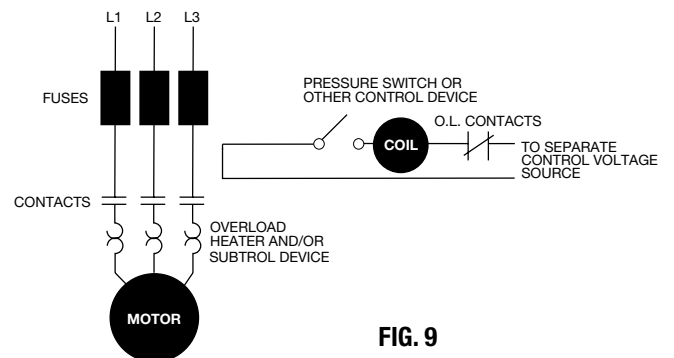 L1 L2 L3
FUSES
PRESSURE SWITCH OR
OTHER CONTROL DEVICE
O.L. CONTACTS
COIL
TO SEPARATE
CONTROL VOLTAGE
SOURCE
CONTACTS
OVERLOAD
HEATER AND/OR
SUBTROL DEVICE
MOTOR
FIG. 9